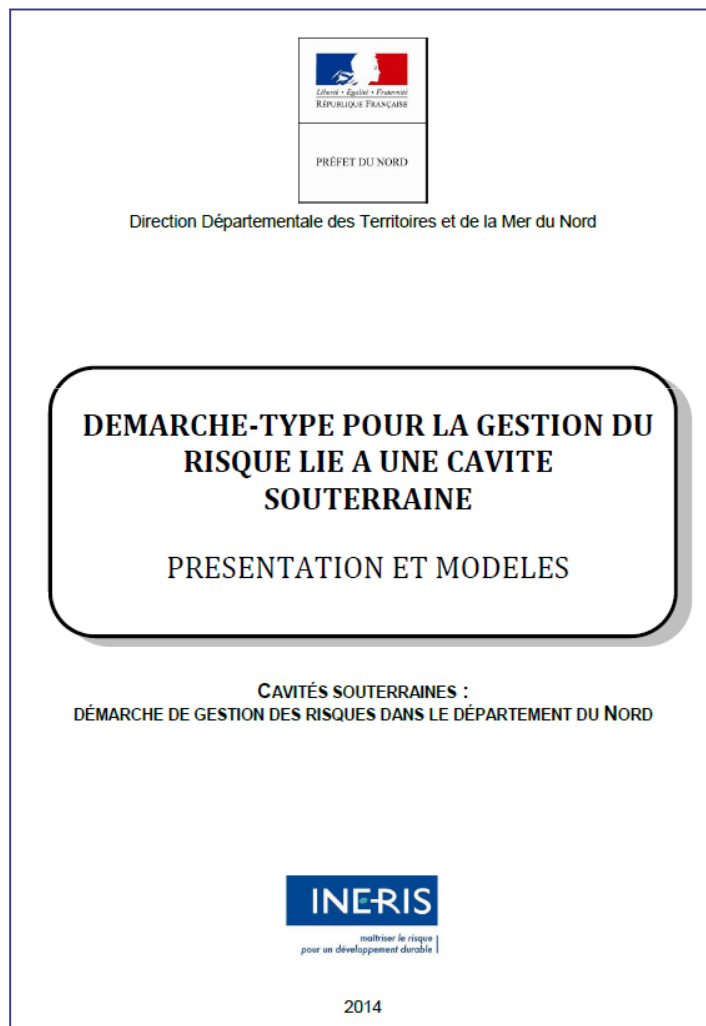 Liberté • Egalité • Fraternité
RÉPUBLIQUE FRANÇAISE
PRÉFET DU NORD
Direction Départementale des Territoires et de la Mer du Nord
DEMARCHE-TYPE POUR LA GESTION DU
RISQUE LIE A UNE CAVITE
SOUTERRAINE
PRESENTATION ET MODELES
CAVITÉS SOUTERRAINES :
DÉMARCHE DE GESTION DES RISQUES DANS LE DÉPARTEMENT DU NORD
INERIS
maîtriser le risque
pour un développement durable
2014